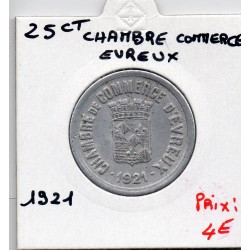 25 CT CHAMBRE COMMERCE
EVREUX
CHAMBRE DE COMMERCE D'EVREUX
·1921·
1921
Prix:
4€